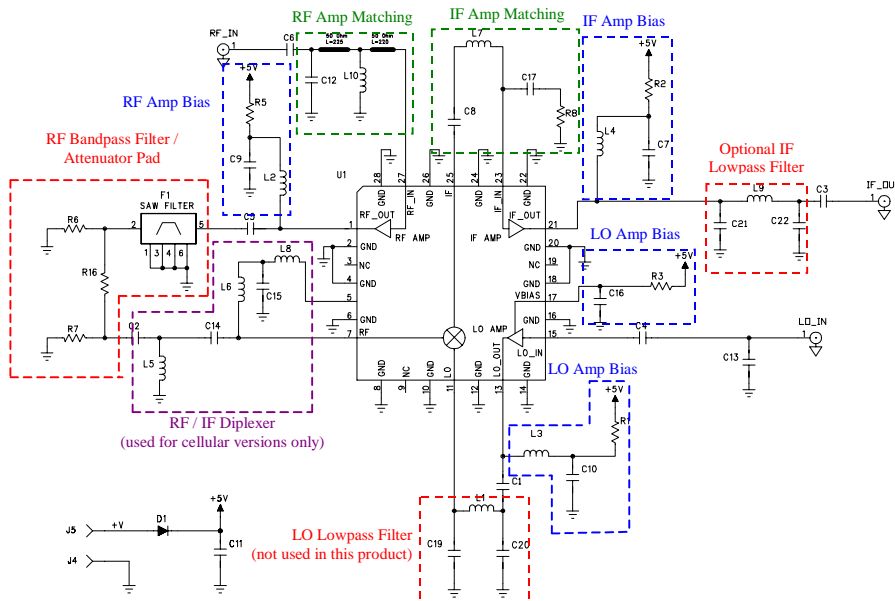 RF Amp Matching
IF Amp Matching
IF Amp Bias
RF_IN
1
C6
50 Ohm
L=225
50 Ohm
L=220
C12
L10
L7
C17
C8
R8
+5V
R2
L4
C7
RF Amp Bias
+5V
R5
C9
L2
RF Bandpass Filter /
Attenuator Pad
Optional IF
Lowpass Filter
F1
SAW FILTER
2
5
1
3
4
6
R6
R16
R7
U1
28
GND
27
RF_IN
26
GND
25
IF
24
GND
23
IF_IN
22
GND
1
RF_OUT
RF AMP
2
GND
3
NC
4
GND
5
6
GND
7
RF
8
GND
9
NC
10
GND
11
LO
12
GND
13
LO_OUT
14
GND
15
LO_IN
LO AMP
16
GND
17
VBIAS
18
GND
19
NC
20
GND
21
IF_OUT
IF AMP
L9
C21
C22
C3
IF_OU
1
LO Amp Bias
+5V
R3
C16
C4
LO_IN
1
C13
L8
L6
C15
C2
C14
L5
RF / IF Diplexer
(used for cellular versions only)
LO Amp Bias
+5V
L3
C10
C1
L1
C19
C20
LO Lowpass Filter
(not used in this product)
J5
+V
D1
+5V
C11
J4